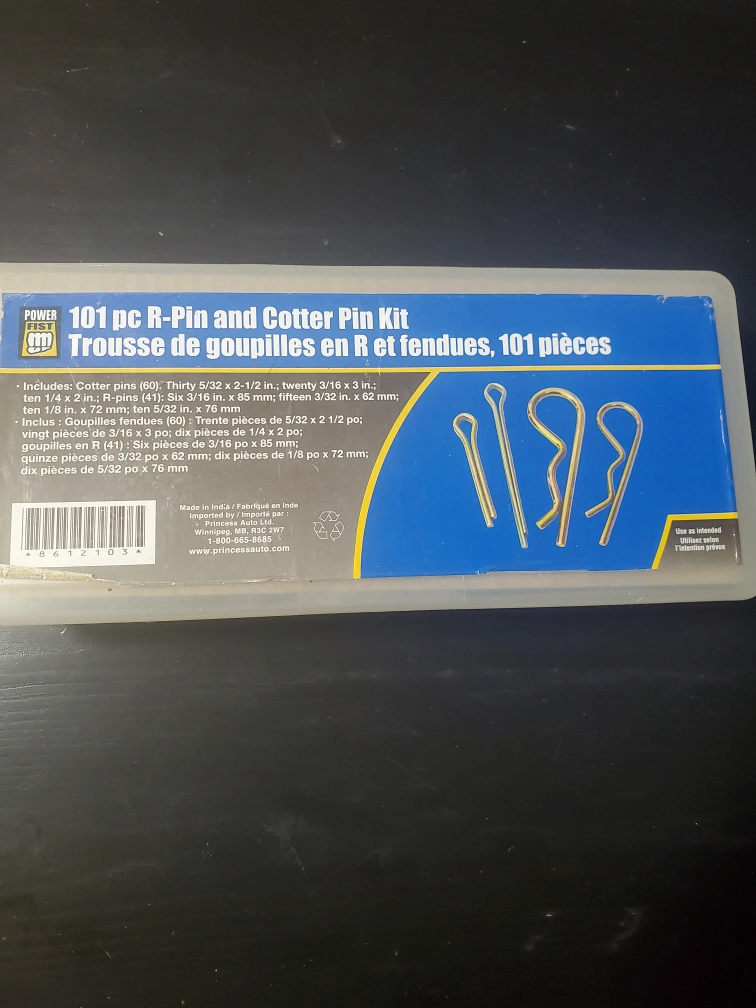 POWER
FIST
101 pc R-Pin and Cotter Pin Kit
Trousse de goupilles en R et fendues, 101 pièces
· Includes: Cotter pins (60): Thirty 5/32 x 2-1/2 in.; twenty 3/16 x 3 in.;
ten 1/4 x 2 in.; R-pins (41): Six 3/16 in. x 85 mm; fifteen 3/32 in. x 62 mm;
ten 1/8 in. x 72 mm; ten 5/32 in. x 76 mm
· Inclus : Goupilles fendues (60) : Trente pièces de 5/32 x 2 1/2 po;
vingt pièces de 3/16 x 3 po; dix pièces de 1/4 x 2 po;
goupilles en R (41) : Six pièces de 3/16 po x 85 mm;
quinze pièces de 3/32 po x 62 mm; dix pièces de 1/8 po x 72 mm;
dix pièces de 5/32 po x 76 mm
*8612103*
Made in India / Fabriqué en Inde
Imported by / Importé par :
Princess Auto Ltd.
Winnipeg, MB, R3C 2W7
1-800-665-8685
www.princessauto.com
Use as intended
Utilisez selon
l'intention prévue